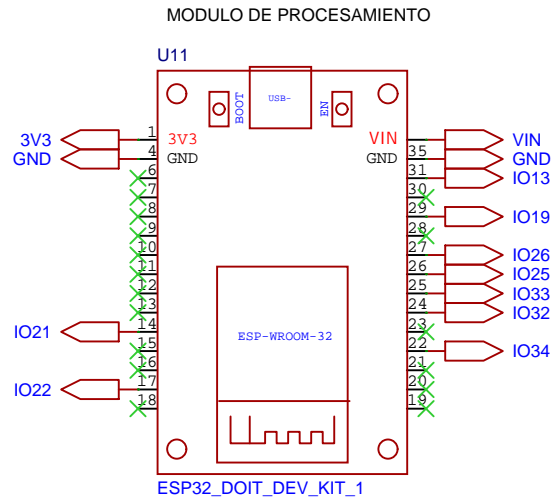 MODULO DE PROCESAMIENTO
U11
BOOT USB- EN
3V3 1 3V3 VIN VIN
GND 4 GND GND 35 GND
6 31 IO13
7 30
8 29 IO19
9 28
10 27 IO26
11 26 IO25
12 25 IO33
13 24 IO32
IO21 14 ESP-WROOM-32 23
15 22 IO34
16 21
IO22 17 20
18 19
ESP32_DOIT_DEV_KIT_1